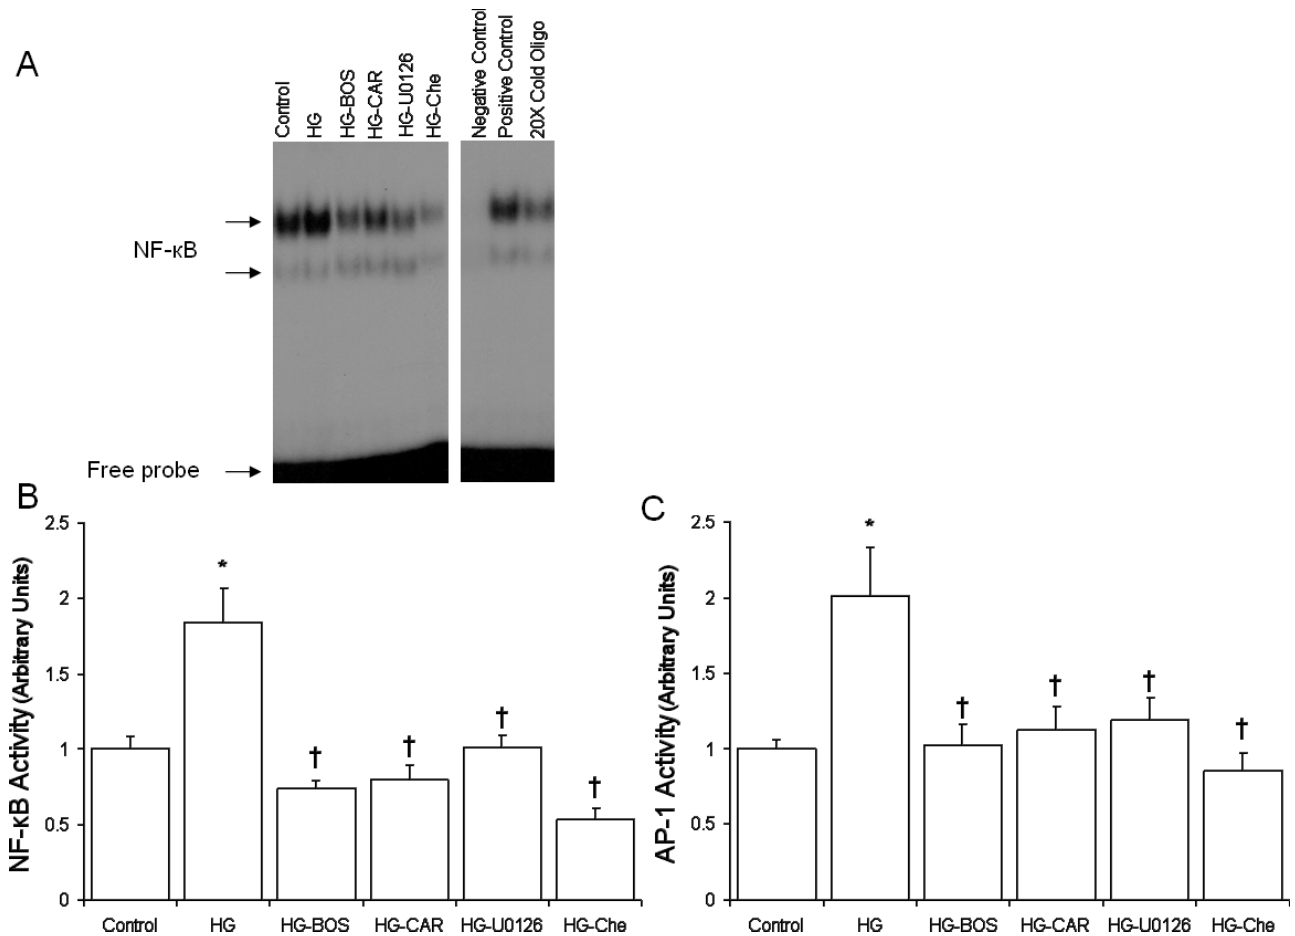 A
Control
HG
HG-BOS
HG-CAR
HG-U0126
HG-Che
Negative Control
Positive Control
20X Cold Oligo
NF-κB
Free probe
B
NF-κB Activity (Arbitrary Units)
2.5
2
1.5
1
0.5
0
*
†
†
†
†
Control
HG
HG-BOS
HG-CAR
HG-U0126
HG-Che
C
AP-1 Activity (Arbitrary Units)
2.5
2
1.5
1
0.5
0
*
†
†
†
†
Control
HG
HG-BOS
HG-CAR
HG-U0126
HG-Che